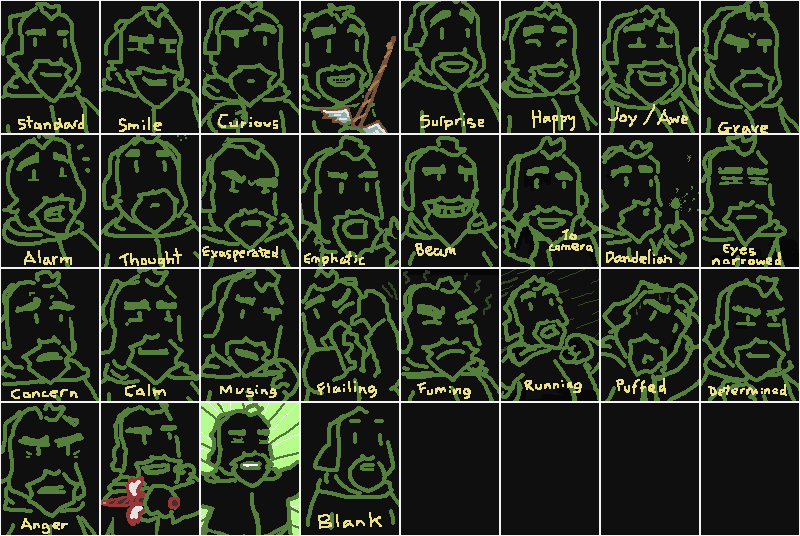 Standard
Smile
Curious
Surprise
Happy
Joy / Awe
Grave
Alarm
Thought
Exasperated
Emphatic
Beam
To
camera
Dandelion
Eyes
narrowed
Concern
Calm
Musing
Flailing
Fuming
Running
Puffed
Determined
Anger
Blank